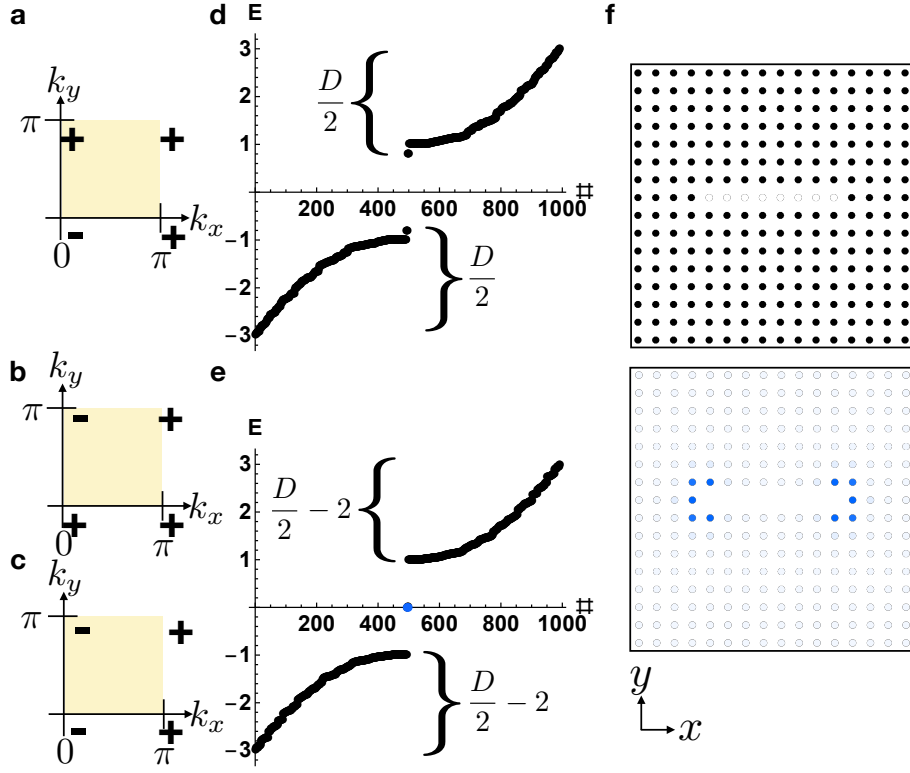 a
k_y
π
+ +
- +
0 π k_x
b
k_y
π
- +
+ +
0 π k_x
c
k_y
π
- +
- +
0 π k_x
d
E
3
2
1
D/2
200 400 600 800 1000 #
−1
−2
−3
D/2
e
E
3
2
1
D/2 − 2
200 400 600 800 1000 #
−1
−2
−3
D/2 − 2
f
y
x